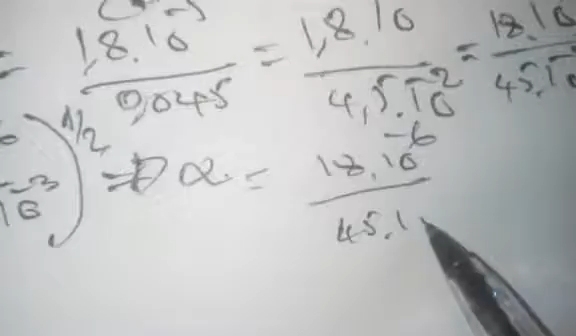 = 1,8.10 / 0,045 = 1,8.10 / 4,5.10⁻² = 18.10 / 45.10
10⁻³)^1/2 => α = 18.10⁻⁶ / 45.1